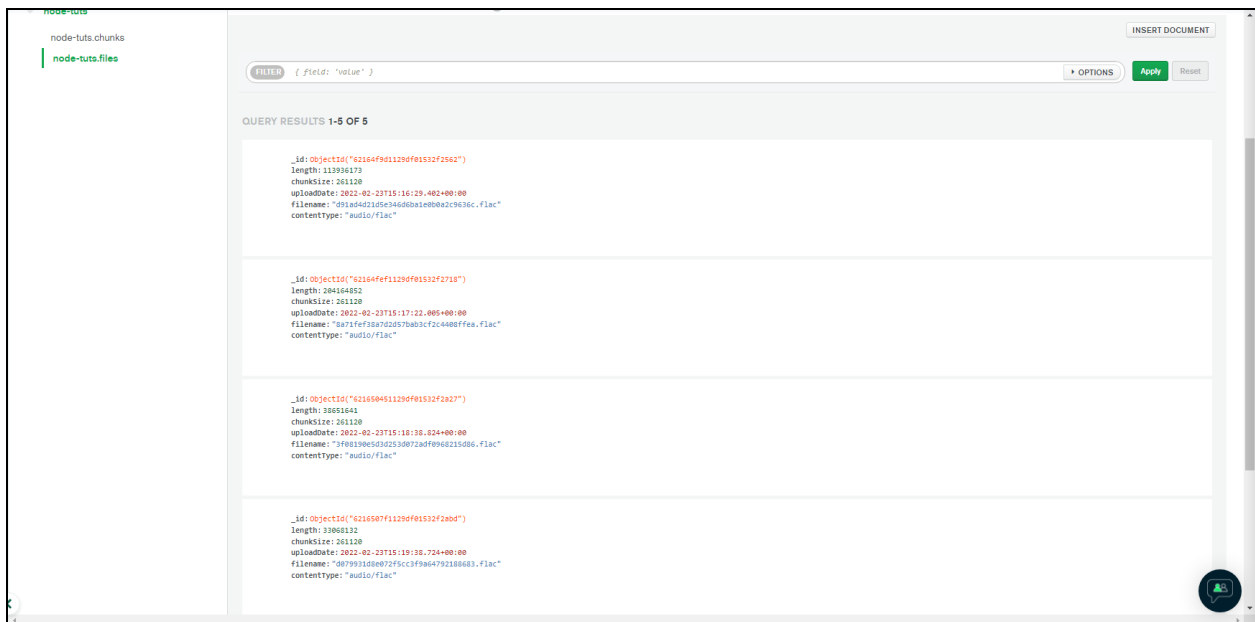 node-tuts
node-tuts.chunks
node-tuts.files
INSERT DOCUMENT
FILTER { field: 'value' }
OPTIONS
Apply
Reset
QUERY RESULTS 1-5 OF 5
_id: ObjectId("62164f9d1129df01532f2562")
length: 113936173
chunkSize: 261120
uploadDate: 2022-02-23T15:16:29.402+00:00
filename: "d91ad4d21d5e346d6ba1e0b0a2c9636c.flac"
contentType: "audio/flac"
_id: ObjectId("62164fef1129df01532f2718")
length: 204164852
chunkSize: 261120
uploadDate: 2022-02-23T15:17:22.005+00:00
filename: "8a71fef38a7d2d57bab3cf2c4408ffea.flac"
contentType: "audio/flac"
_id: ObjectId("621650451129df01532f2a27")
length: 38651641
chunkSize: 261120
uploadDate: 2022-02-23T15:18:38.824+00:00
filename: "3f08190e5d3d253d072adf0968215d86.flac"
contentType: "audio/flac"
_id: ObjectId("6216507f1129df01532f2abd")
length: 33068132
chunkSize: 261120
uploadDate: 2022-02-23T15:19:38.724+00:00
filename: "d079931d8e072f5cc3f9a64792188683.flac"
contentType: "audio/flac"